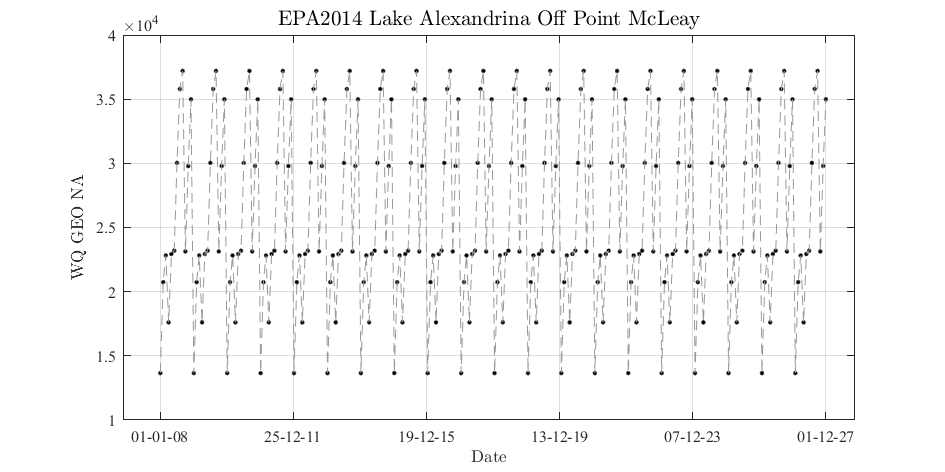 EPA2014 Lake Alexandrina Off Point McLeay
×10⁴
4
3.5
3
2.5
2
1.5
1
WQ GEO NA
01-01-08 25-12-11 19-12-15 13-12-19 07-12-23 01-12-27
Date